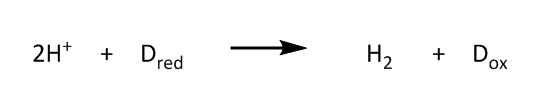 2H⁺ + D_red → H₂ + D_ox